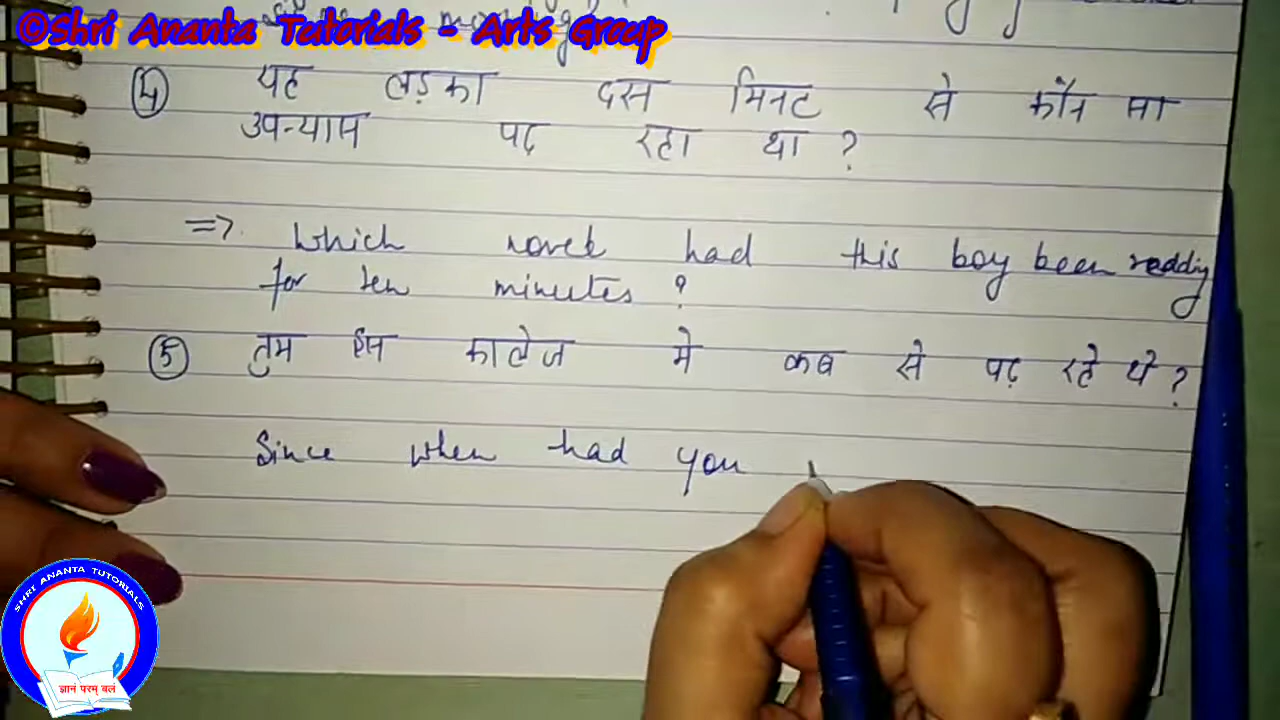 ©Shri Ananta Tutorials - Arts Group
(4) यह लड़का दस मिनट से कौन सा
उपन्यास पढ़ रहा था ?
=> Which novel had this boy been reading
for ten minutes ?
(5) तुम इस कालेज मे कब से पढ़ रहे थे ?
Since when had you
SHRI ANANTA TUTORIALS
ज्ञानं परमं बलं